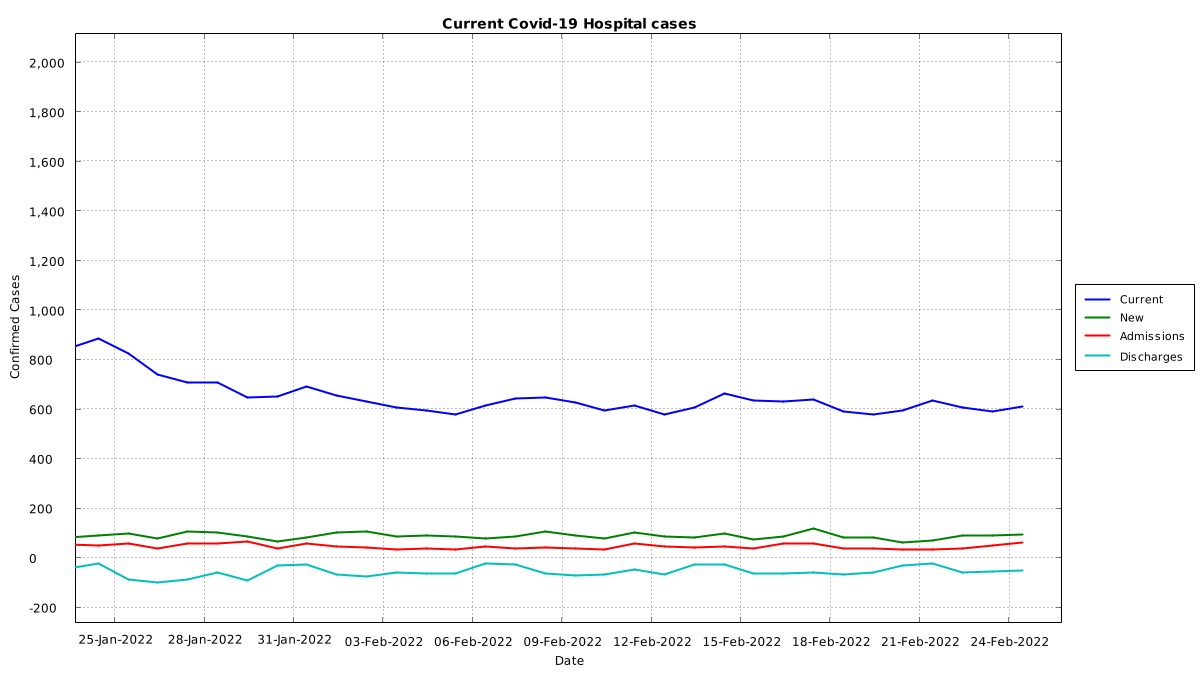 Current Covid-19 Hospital cases
2,000
1,800
1,600
1,400
1,200
1,000
800
600
400
200
0
-200
Confirmed Cases
25-Jan-2022 28-Jan-2022 31-Jan-2022 03-Feb-2022 06-Feb-2022 09-Feb-2022 12-Feb-2022 15-Feb-2022 18-Feb-2022 21-Feb-2022 24-Feb-2022
Date
Current
New
Admissions
Discharges